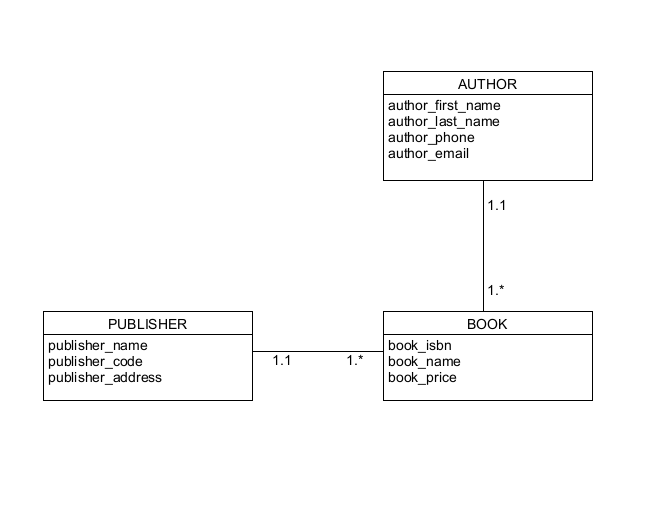 AUTHOR
author_first_name
author_last_name
author_phone
author_email
1.1
1.*
PUBLISHER
publisher_name
publisher_code
publisher_address
1.1
1.*
BOOK
book_isbn
book_name
book_price